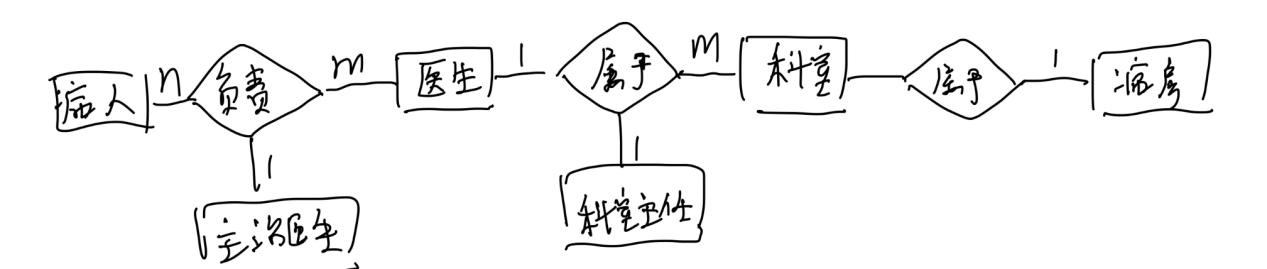 病人 n 负责 m 医生 1 属于 m 科室 属于 1 病房
1 1
主治医生 科室主任